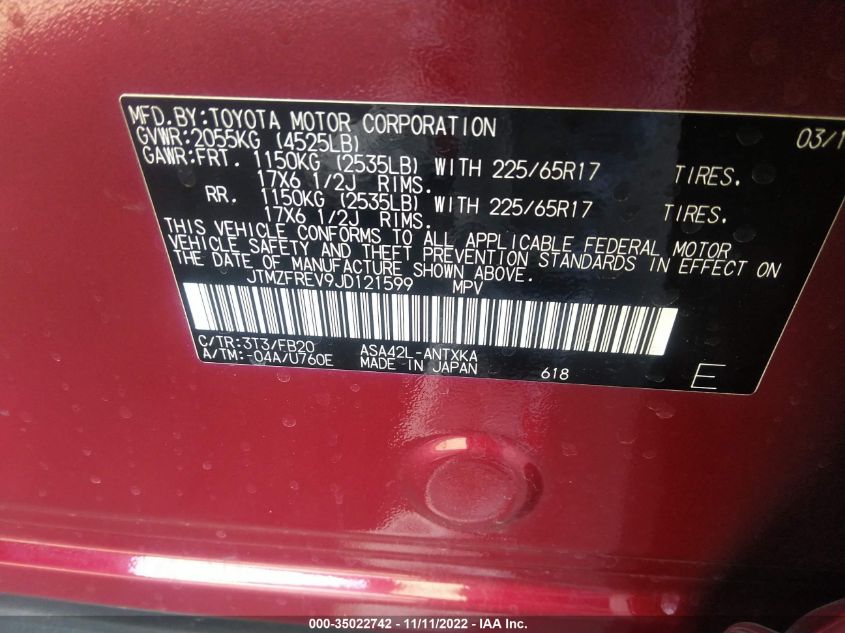 MFD.BY:TOYOTA MOTOR CORPORATION 03/1
GVWR:2055KG (4525LB)
GAWR:FRT. 1150KG (2535LB) WITH 225/65R17 TIRES.
17X6 1/2J RIMS.
RR. 1150KG (2535LB) WITH 225/65R17 TIRES.
17X6 1/2J RIMS.
THIS VEHICLE CONFORMS TO ALL APPLICABLE FEDERAL MOTOR
VEHICLE SAFETY AND THEFT PREVENTION STANDARDS IN EFFECT ON
THE DATE OF MANUFACTURE SHOWN ABOVE.
JTMZFREV9JD121599 MPV
C/TR:3T3/FB20 ASA42L-ANTXKA
A/TM:-04A/U760E MADE IN JAPAN 618 E
000-35022742 - 11/11/2022 - IAA Inc.